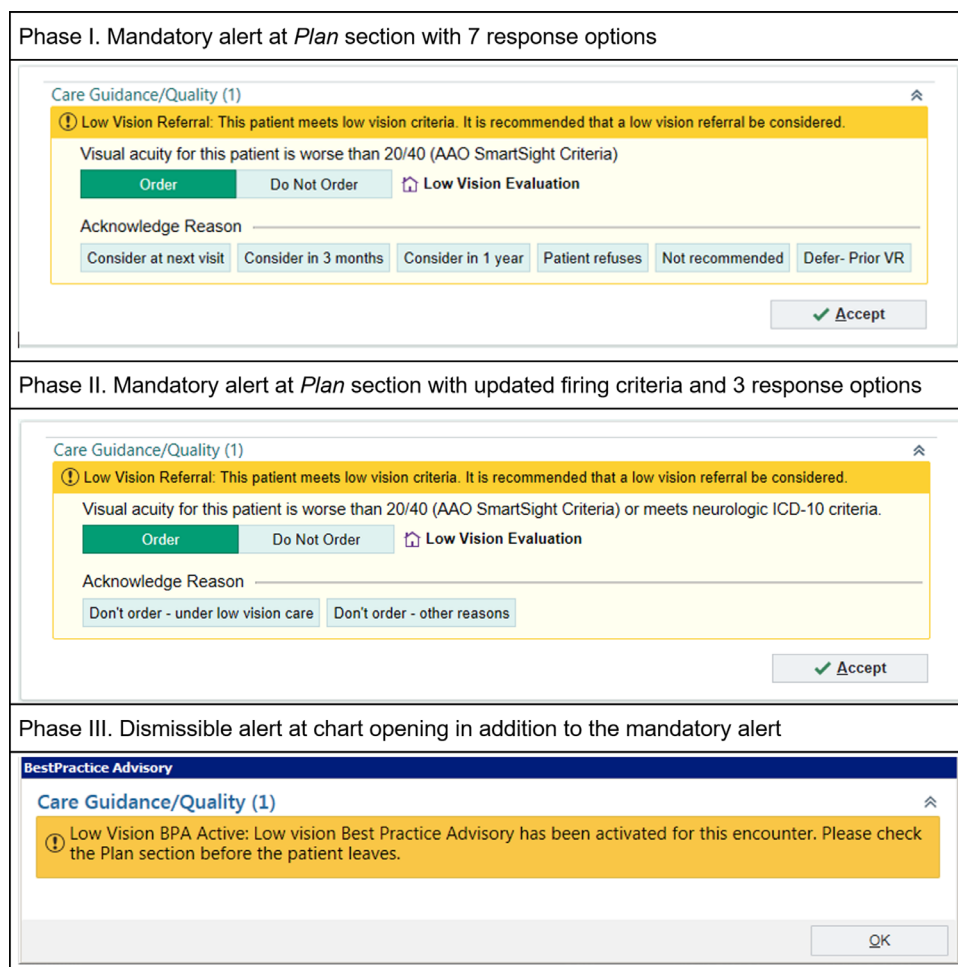 Phase I. Mandatory alert at Plan section with 7 response options
Care Guidance/Quality (1)
Low Vision Referral: This patient meets low vision criteria. It is recommended that a low vision referral be considered.
Visual acuity for this patient is worse than 20/40 (AAO SmartSight Criteria)
Order Do Not Order Low Vision Evaluation
Acknowledge Reason
Consider at next visit Consider in 3 months Consider in 1 year Patient refuses Not recommended Defer- Prior VR
Accept
Phase II. Mandatory alert at Plan section with updated firing criteria and 3 response options
Care Guidance/Quality (1)
Low Vision Referral: This patient meets low vision criteria. It is recommended that a low vision referral be considered.
Visual acuity for this patient is worse than 20/40 (AAO SmartSight Criteria) or meets neurologic ICD-10 criteria.
Order Do Not Order Low Vision Evaluation
Acknowledge Reason
Don't order - under low vision care Don't order - other reasons
Accept
Phase III. Dismissible alert at chart opening in addition to the mandatory alert
BestPractice Advisory
Care Guidance/Quality (1)
Low Vision BPA Active: Low vision Best Practice Advisory has been activated for this encounter. Please check
the Plan section before the patient leaves.
OK